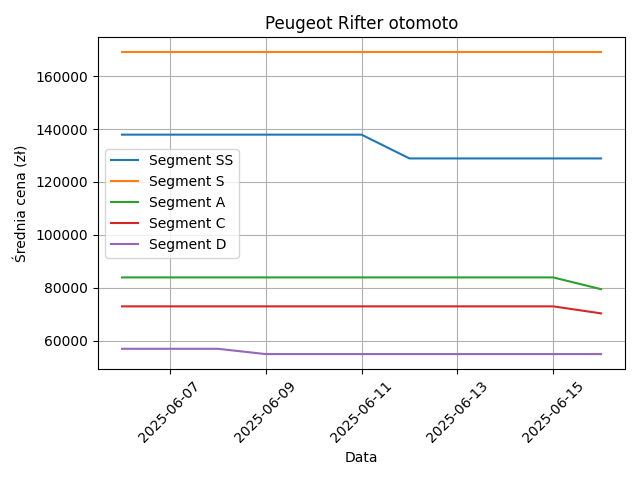 Peugeot Rifter otomoto
Średnia cena (zł)
160000
140000
120000
100000
80000
60000
Segment SS
Segment S
Segment A
Segment C
Segment D
2025-06-07
2025-06-09
2025-06-11
2025-06-13
2025-06-15
Data